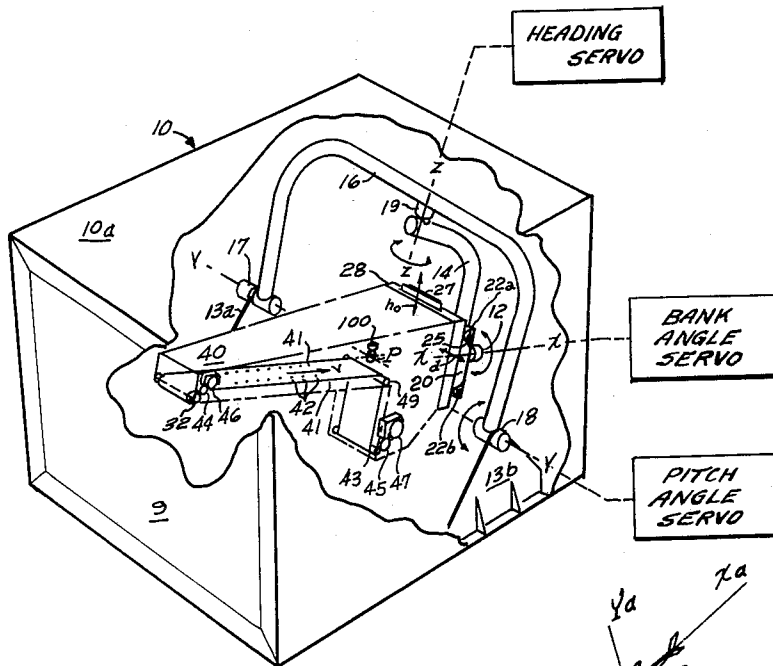 HEADING
SERVO
10
16
Z
19
10a
17
Y
14
Z
28
27
22a
13a
h₀
12
100
25
X
X
40
41
P
d
20
BANK
ANGLE
SERVO
49
32
44
46
42
41
22b
18
43
45
47
Y
13b
9
PITCH
ANGLE
SERVO
Ya
Xa